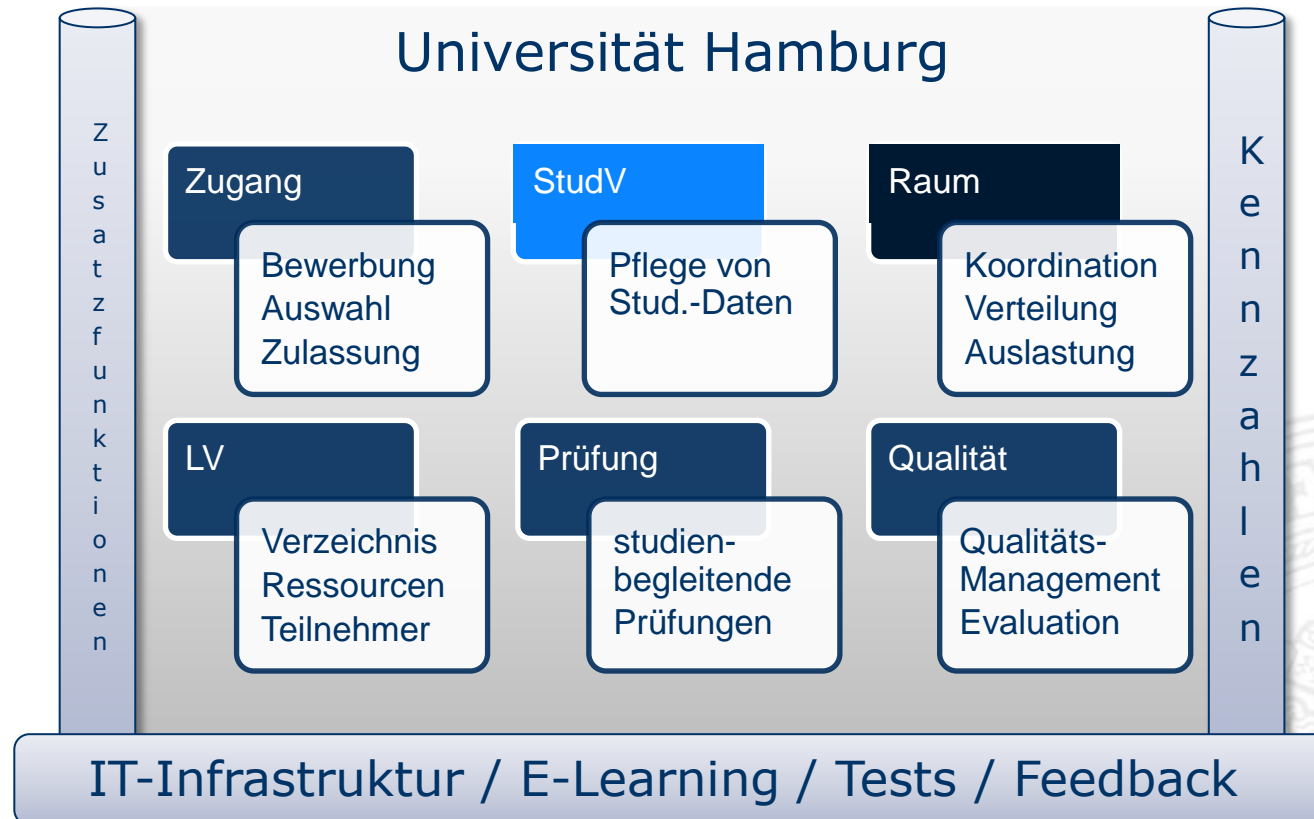 Universität Hamburg
Zusatzfunktionen
Zugang
Bewerbung
Auswahl
Zulassung
StudV
Pflege von
Stud.-Daten
Raum
Koordination
Verteilung
Auslastung
LV
Verzeichnis
Ressourcen
Teilnehmer
Prüfung
studien-
begleitende
Prüfungen
Qualität
Qualitäts-
Management
Evaluation
Kennzahlen
IT-Infrastruktur / E-Learning / Tests / Feedback